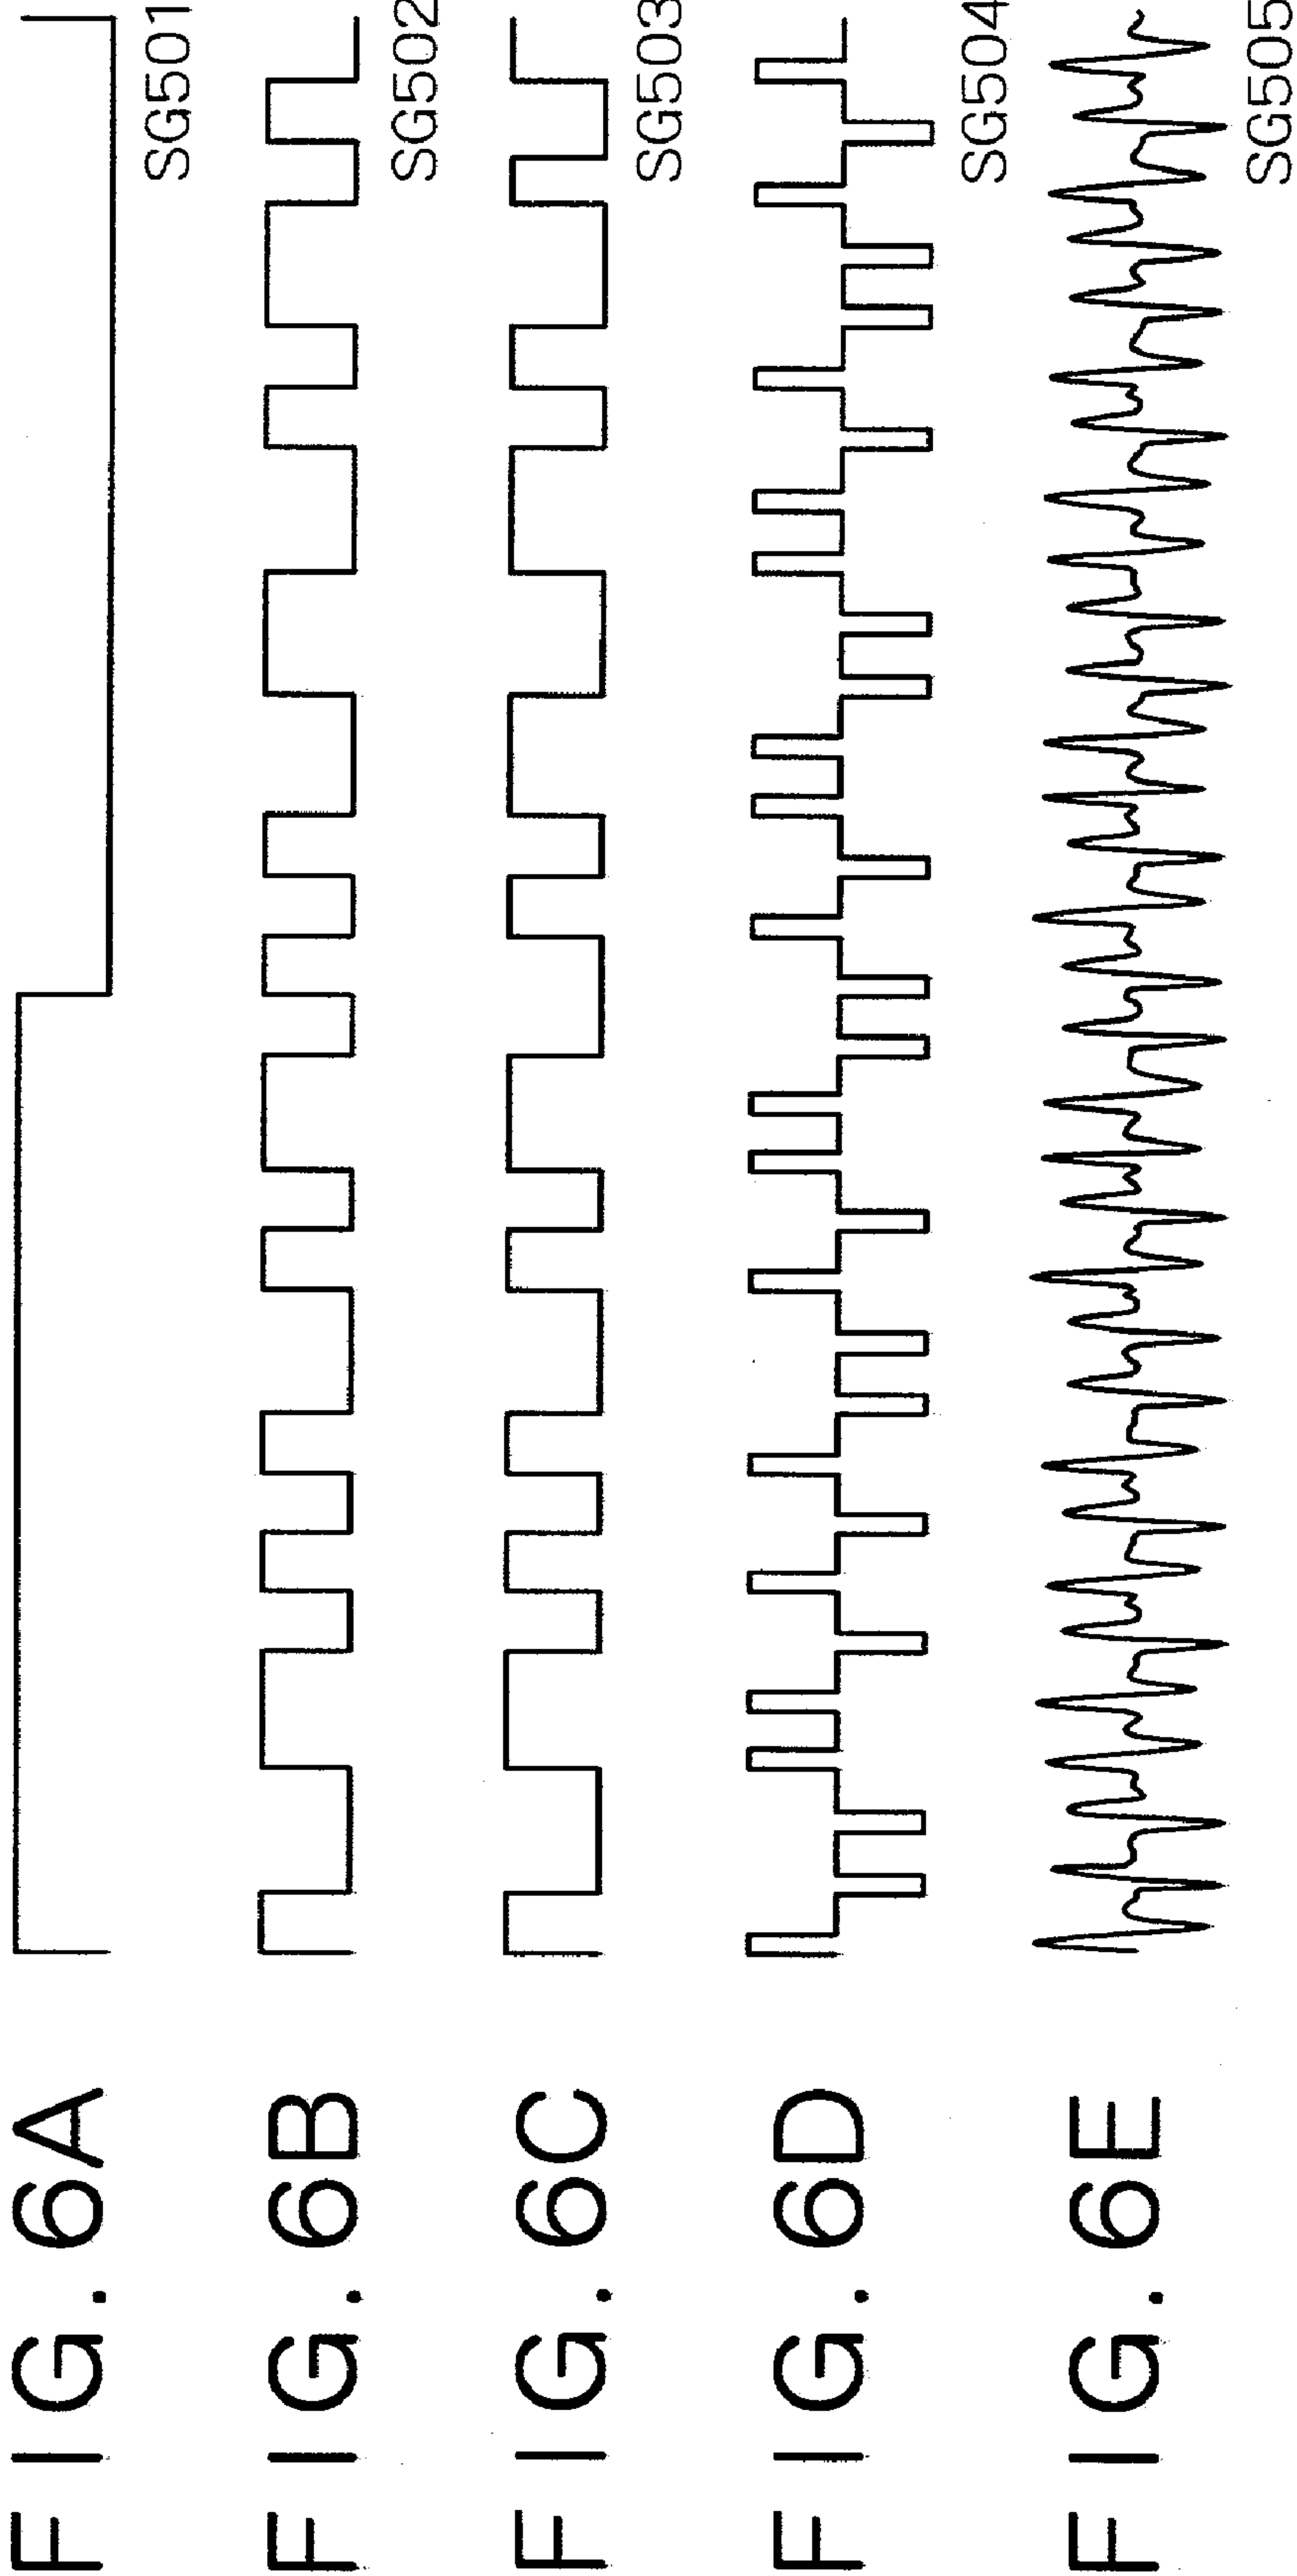 FIG. 6A
SG501
FIG. 6B
SG502
FIG. 6C
SG503
FIG. 6D
SG504
FIG. 6E
SG505